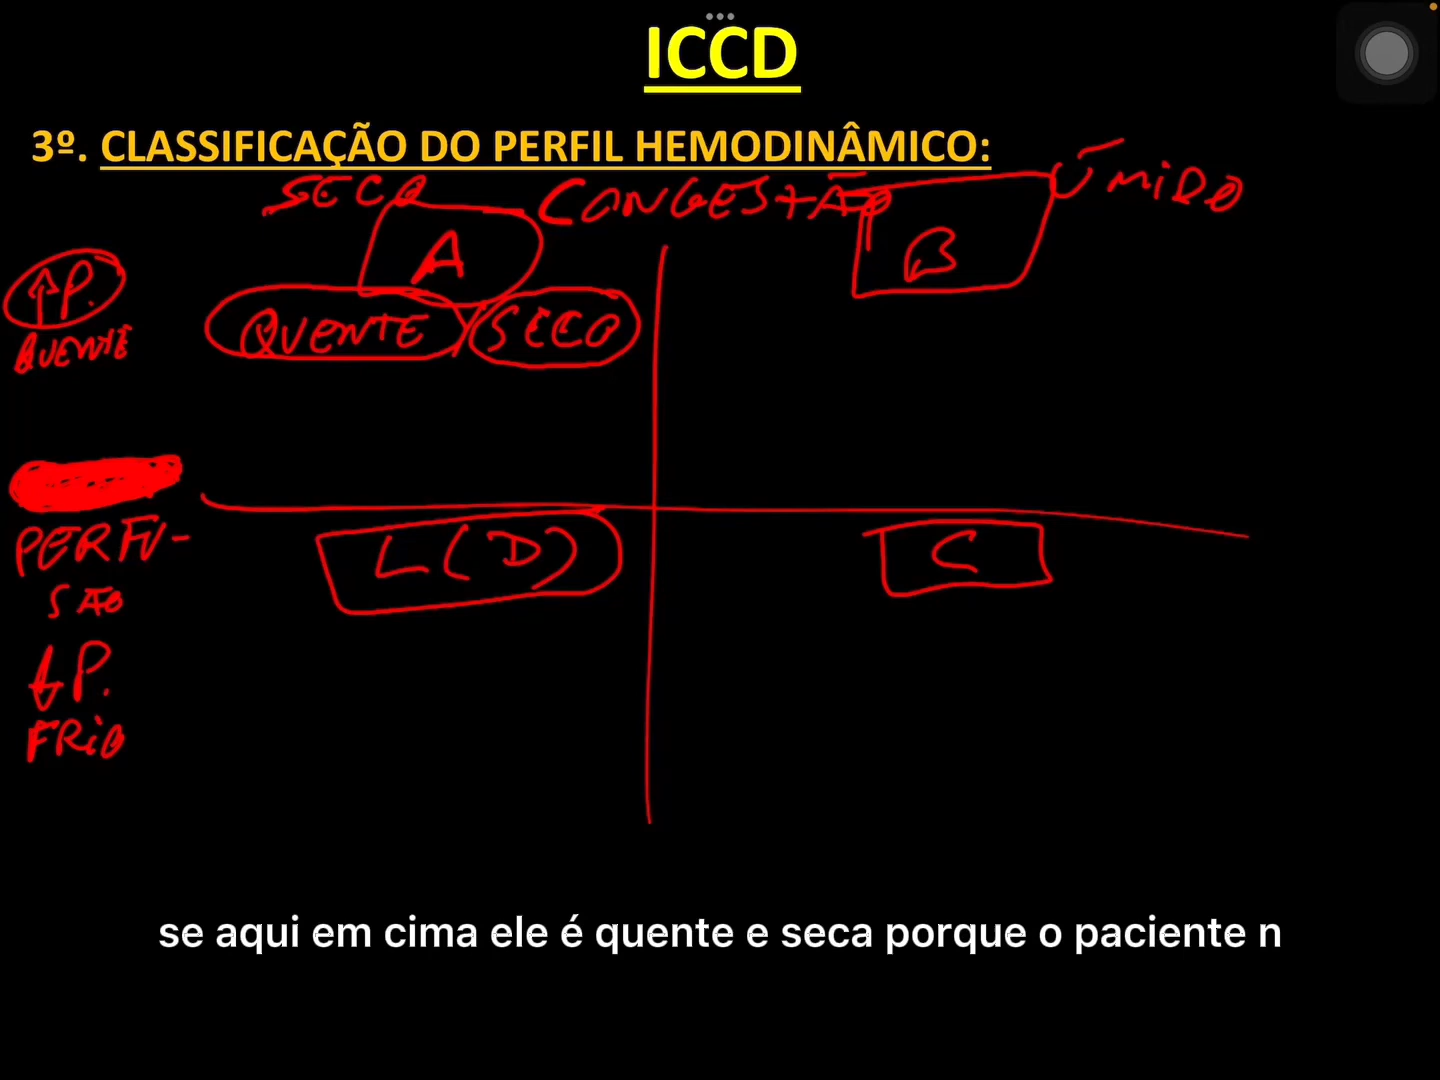 ICCD
3º. CLASSIFICAÇÃO DO PERFIL HEMODINÂMICO:
SECO CONGESTÃO ÚMIDO
A B
↑P.
QUENTE SECO
QUENTE
L(D) C
PERFU-
SÃO
↓P.
FRIO
se aqui em cima ele é quente e seca porque o paciente n